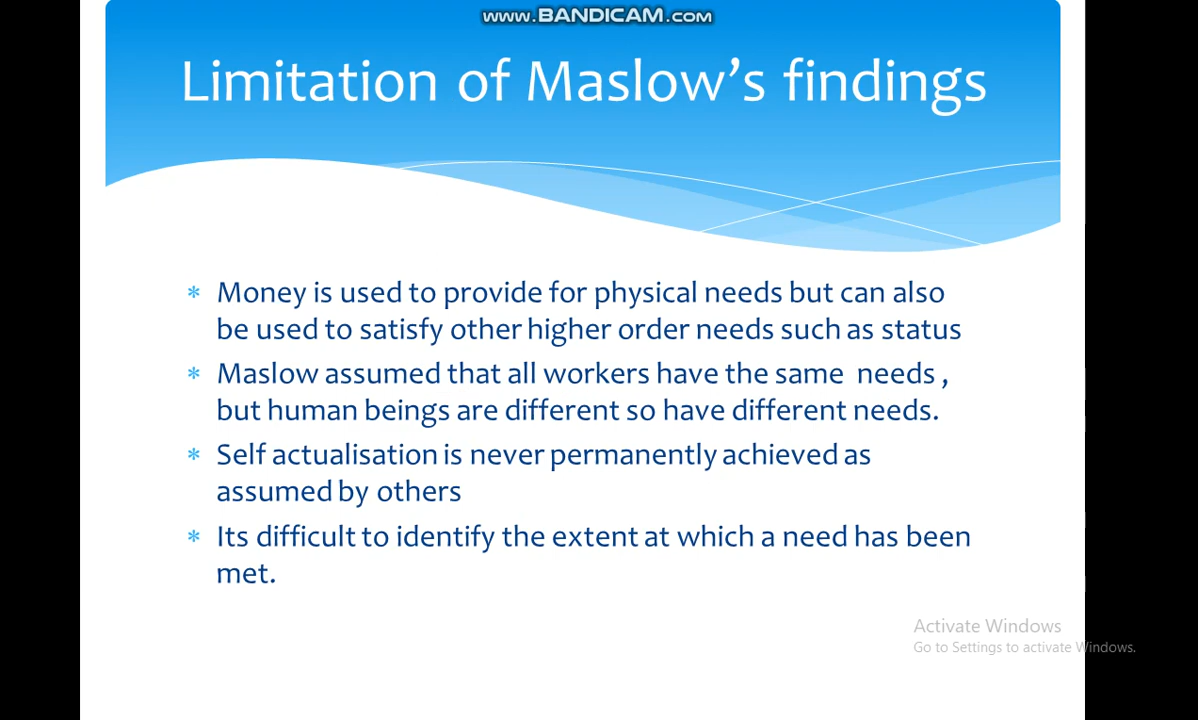 www.BANDICAM.com
Limitation of Maslow’s findings
* Money is used to provide for physical needs but can also
be used to satisfy other higher order needs such as status
* Maslow assumed that all workers have the same  needs ,
but human beings are different so have different needs.
* Self actualisation is never permanently achieved as
assumed by others
* Its difficult to identify the extent at which a need has been
met.
Activate Windows
Go to Settings to activate Windows.